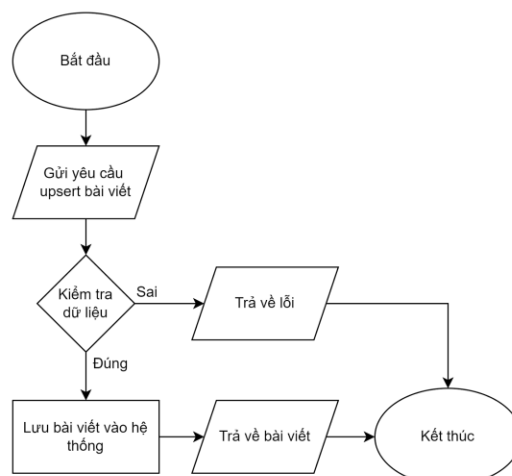 Bắt đầu
Gửi yêu cầu
upsert bài viết
Kiểm tra
dữ liệu
Sai
Trả về lỗi
Đúng
Lưu bài viết vào hệ
thống
Trả về bài viết
Kết thúc